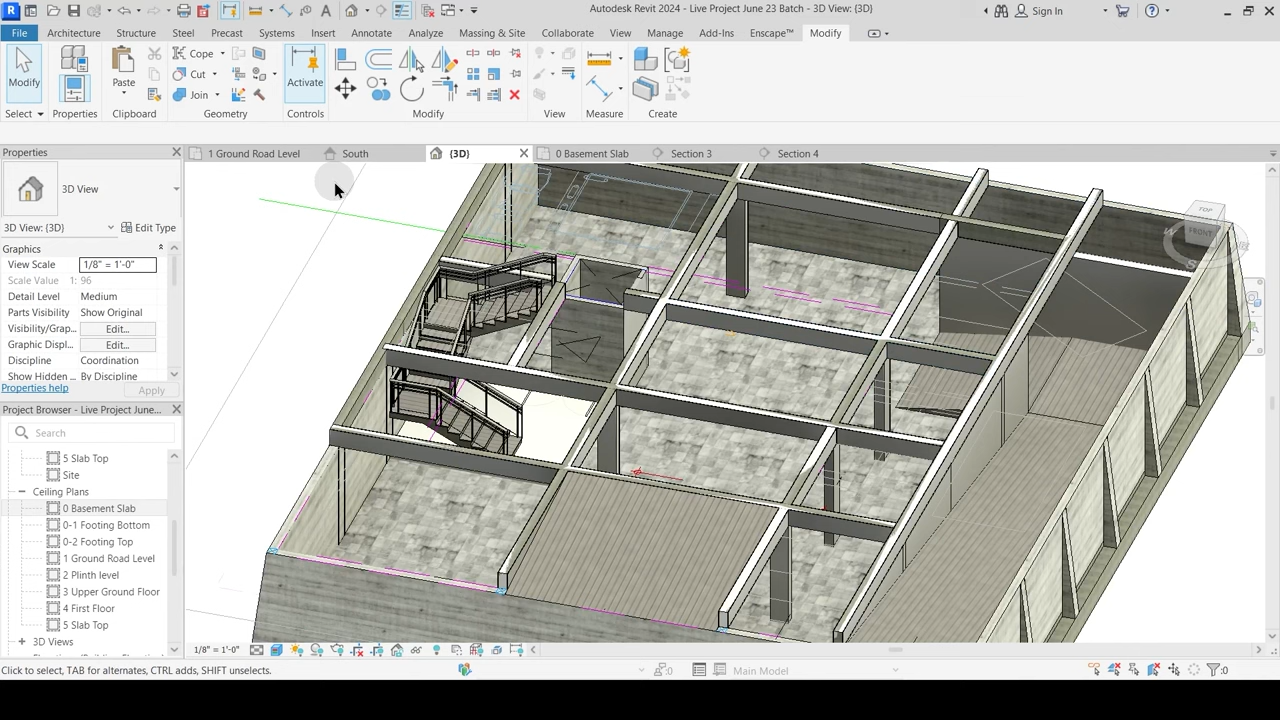 Autodesk Revit 2024 - Live Project June 23 Batch - 3D View: {3D}
Sign In
File Architecture Structure Steel Precast Systems Insert Annotate Analyze Massing & Site Collaborate View Manage Add-Ins Enscape™ Modify
Modify
Properties
Paste
Cope
Cut
Join
Activate
Select Properties Clipboard Geometry Controls Modify View Measure Create
Properties
1 Ground Road Level
South
{3D}
0 Basement Slab
Section 3
Section 4
3D View
3D View: {3D}
Edit Type
Graphics
View Scale 1/8" = 1'-0"
Scale Value 1: 96
Detail Level Medium
Parts Visibility Show Original
Visibility/Grap... Edit...
Graphic Displ... Edit...
Discipline Coordination
Show Hidden By Discipline
Properties help
Apply
Project Browser - Live Project June...
Search
5 Slab Top
Site
Ceiling Plans
0 Basement Slab
0-1 Footing Bottom
0-2 Footing Top
1 Ground Road Level
2 Plinth level
3 Upper Ground Floor
4 First Floor
5 Slab Top
3D Views
TOP
FRONT
1/8" = 1'-0"
Click to select, TAB for alternates, CTRL adds, SHIFT unselects.
:0
Main Model
:0